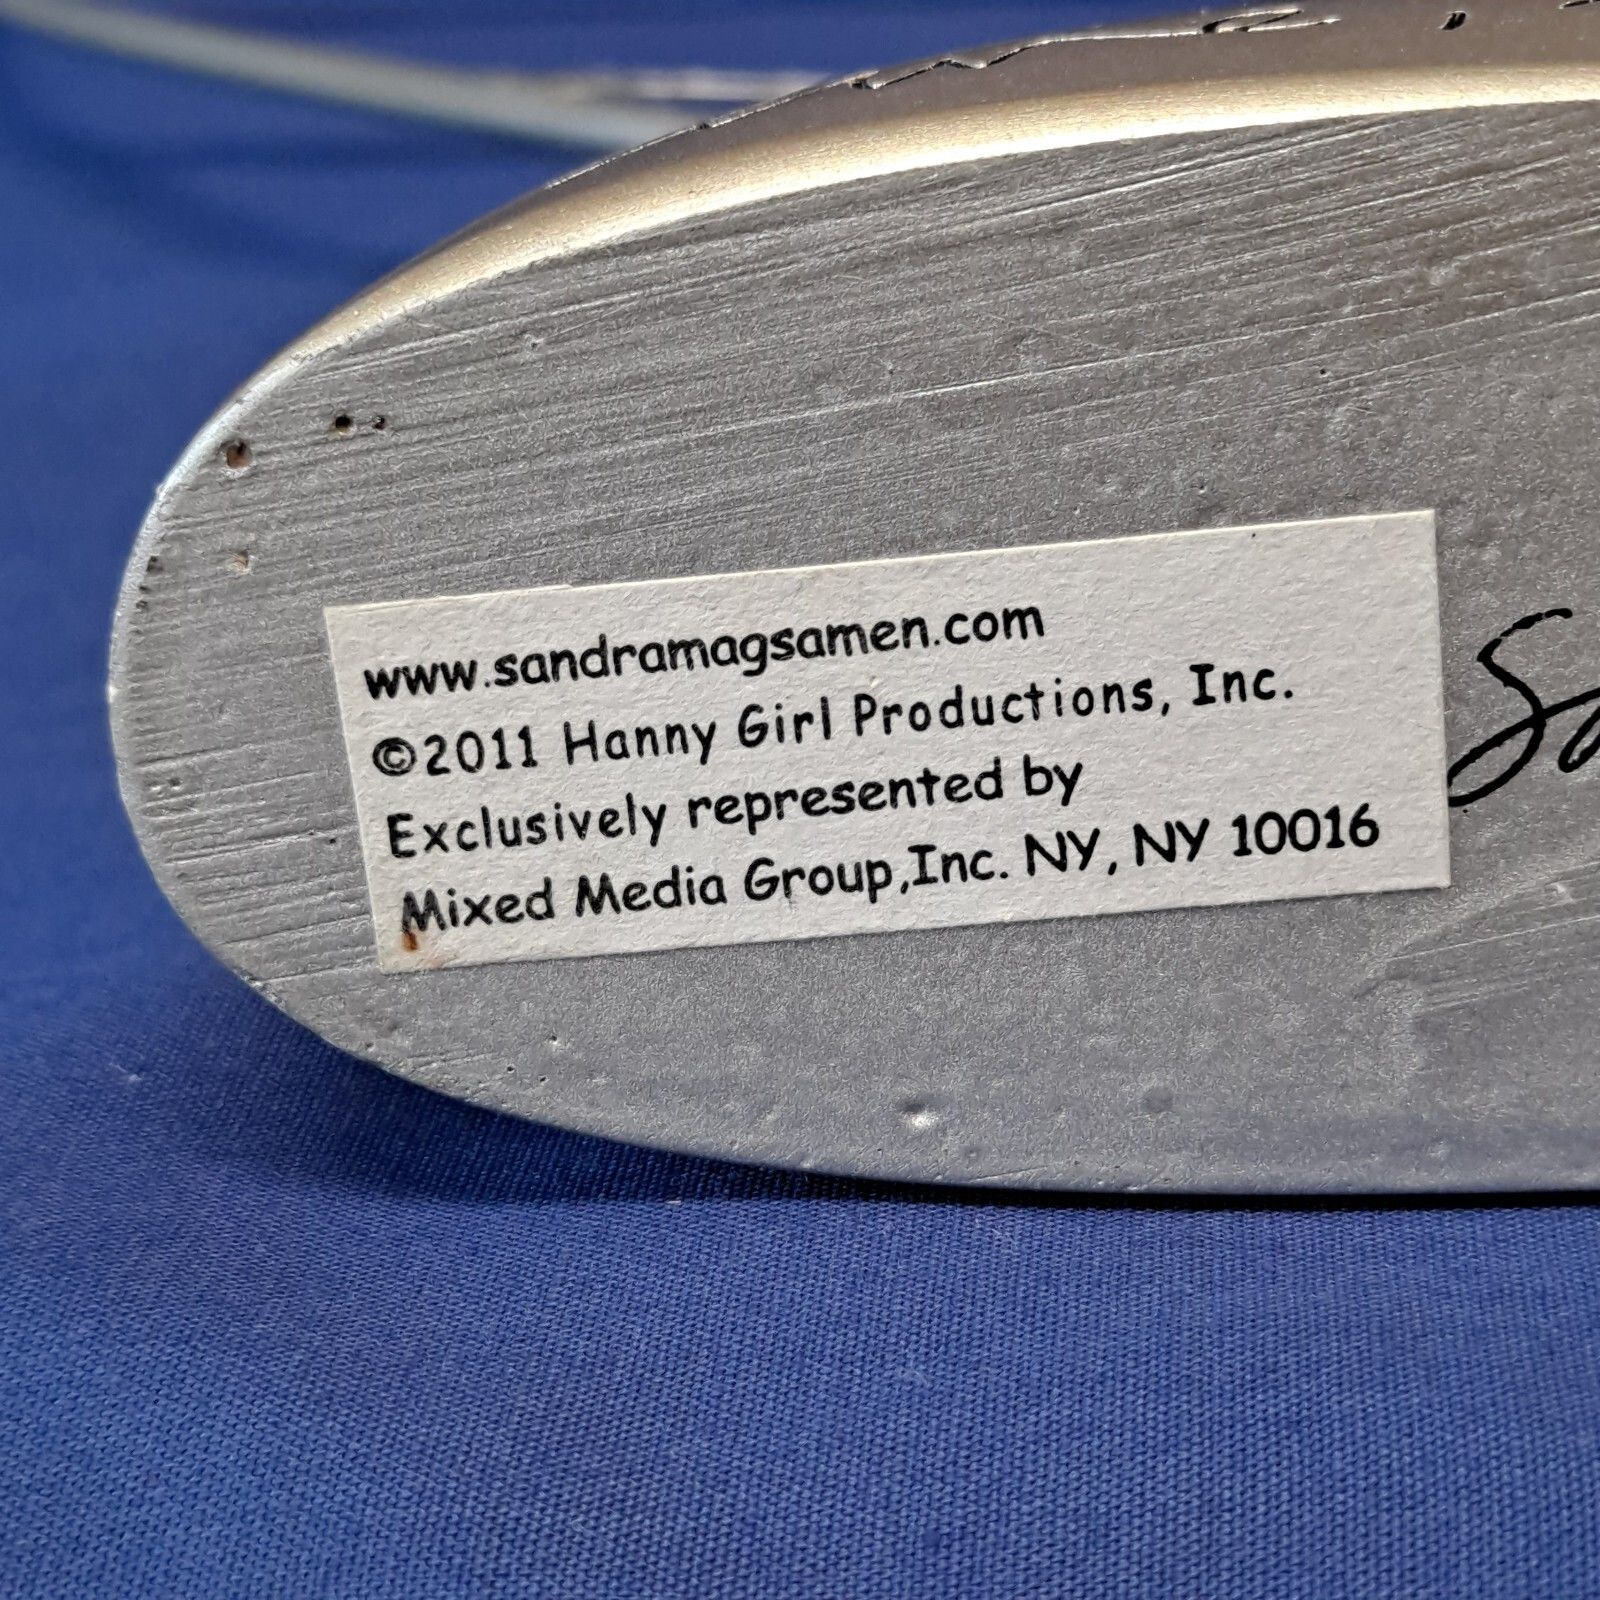 www.sandramagsamen.com
©2011 Hanny Girl Productions, Inc.
Exclusively represented by
Mixed Media Group,Inc. NY, NY 10016